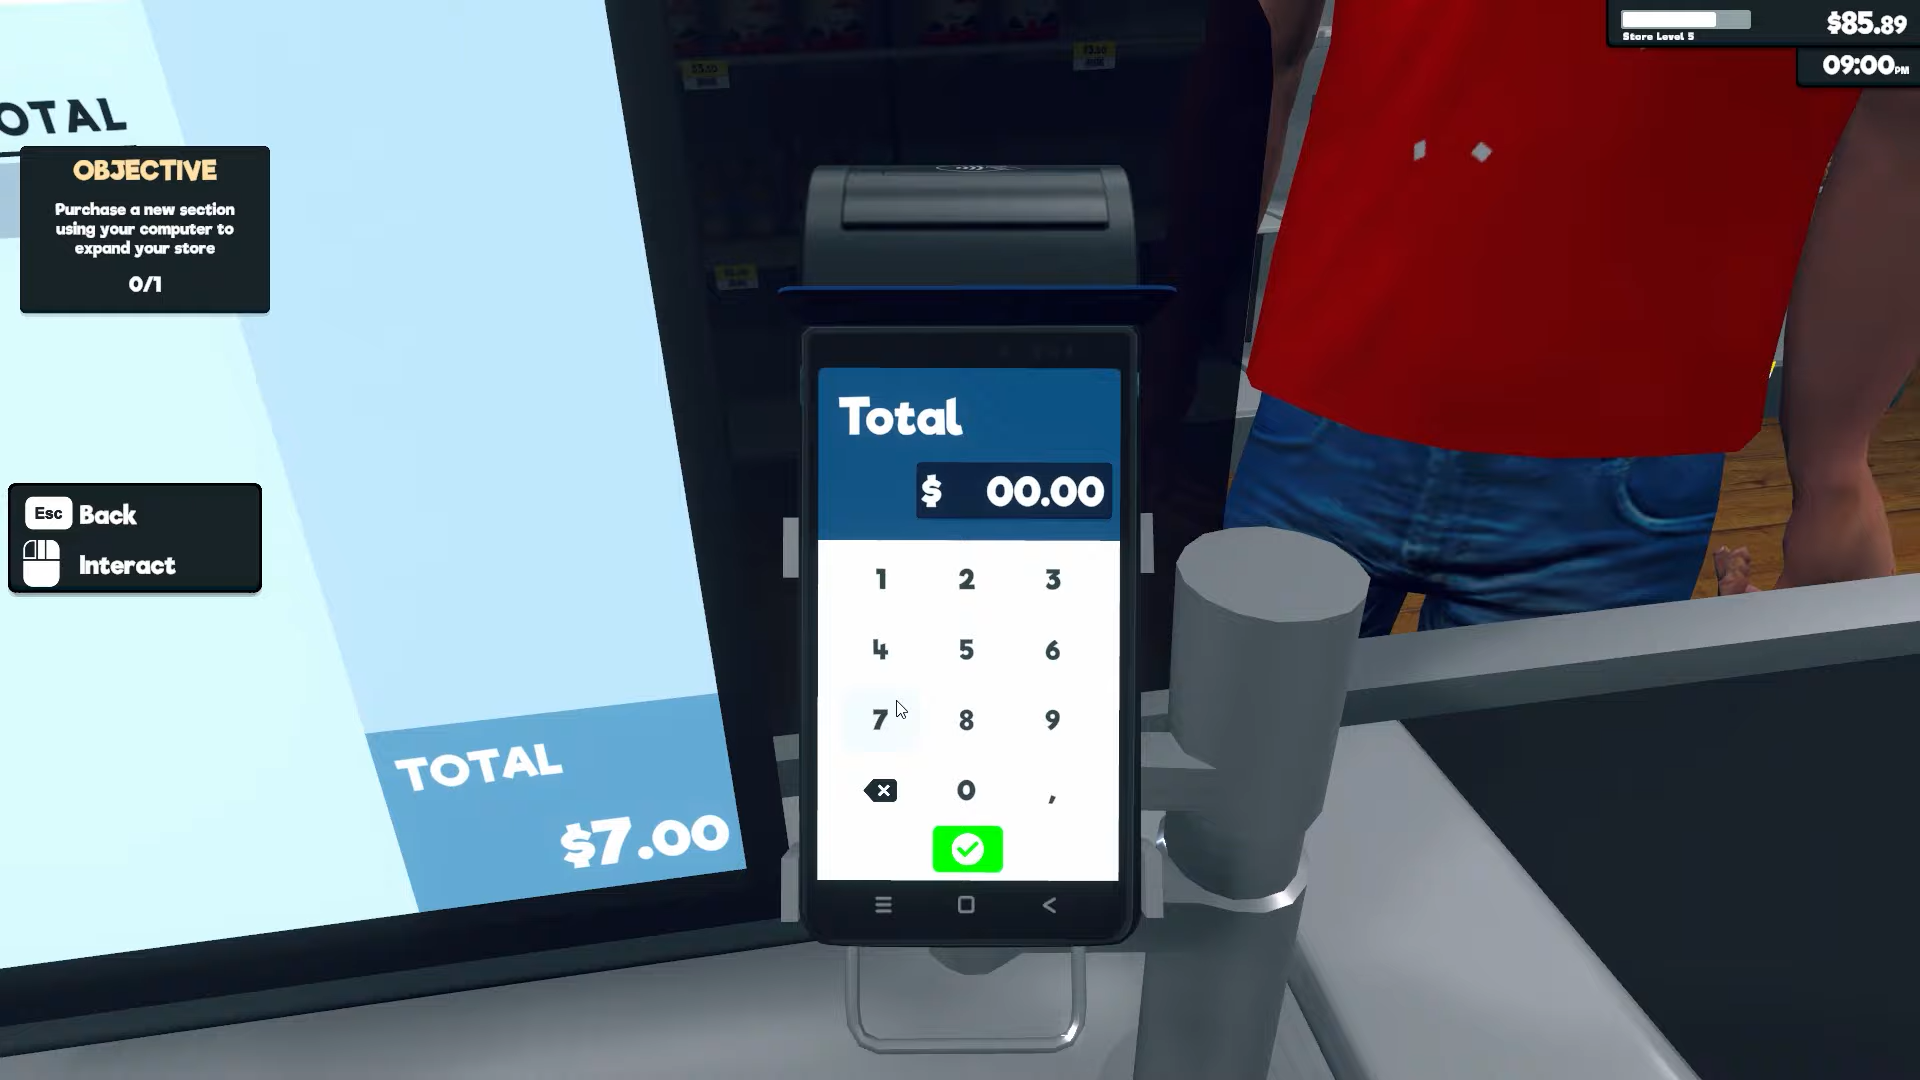 OTAL
OBJECTIVE
Purchase a new section
using your computer to
expand your store
0/1
Esc Back
Interact
TOTAL
$7.00
Total
$ 00.00
1 2 3
4 5 6
7 8 9
0 ,
Store Level 5
$85.89
09:00PM